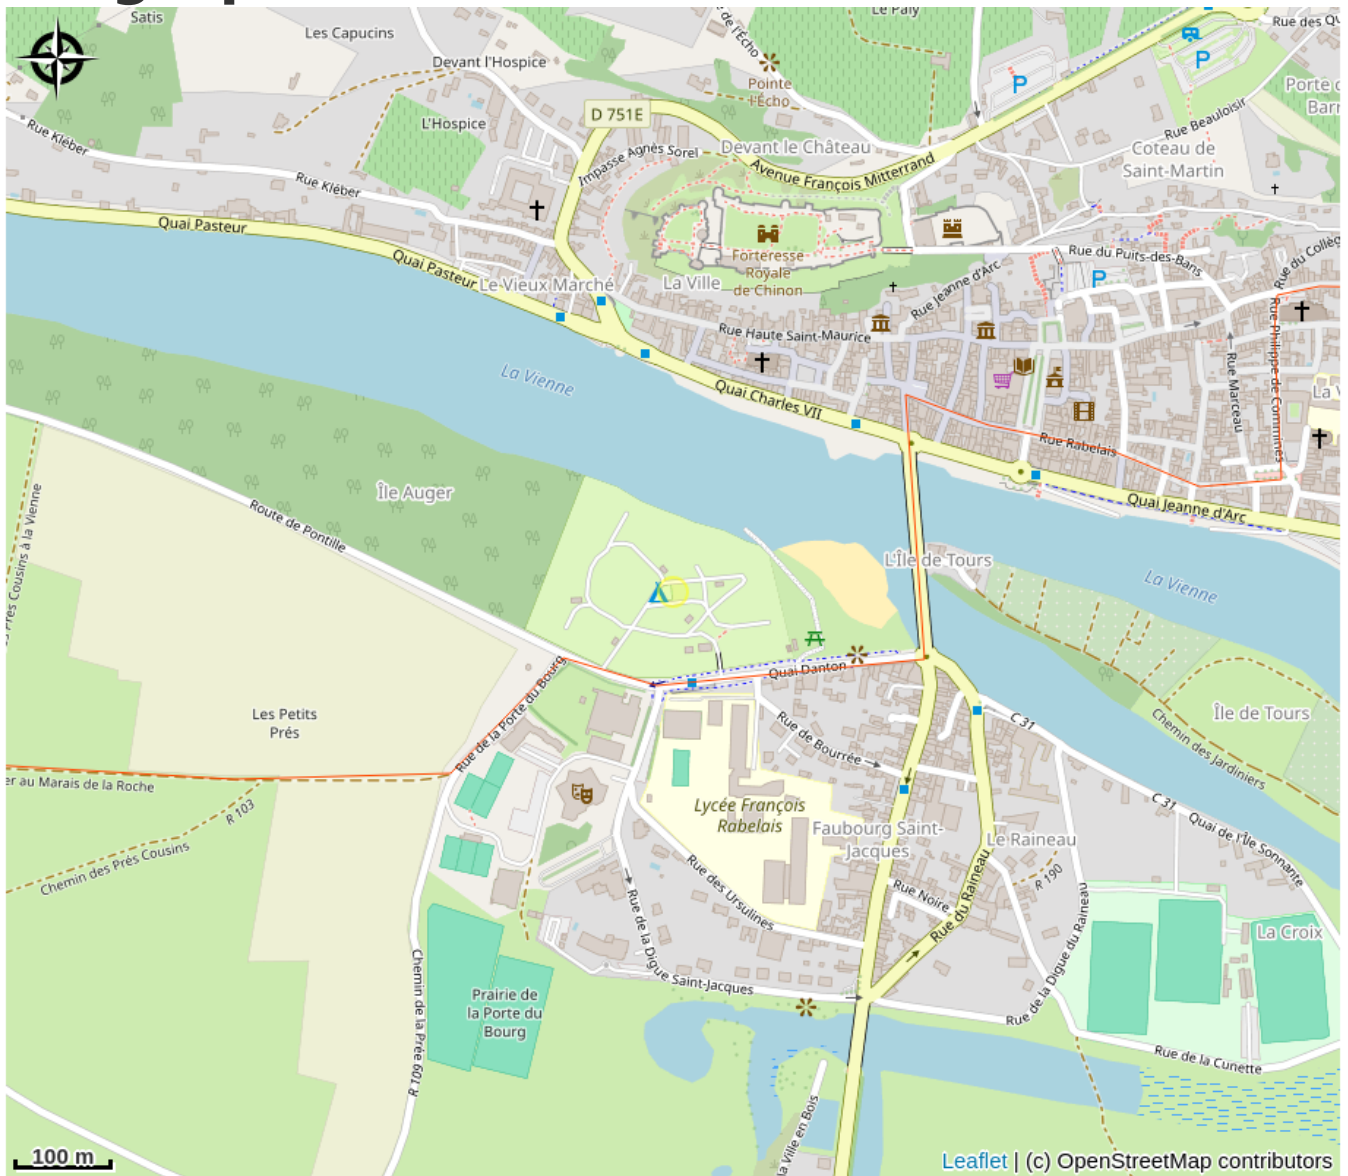 Satis
Les Capucins
Devant l'Hospice
de l'Écho
Le Paly
Rue des
P
P
Pointe
l'Écho
Porte
Barr
D 751E
L'Hospice
Rue Kléber
Rue Kléber
Impasse Agnès Sorel
Devant le Château
Avenue François Mitterrand
Rue Beauloisir
Coteau de
Saint-Martin
Quai Pasteur
Quai Pasteur
Le Vieux Marché
La Ville
Forteresse
Royale
de Chinon
Rue Jeanne d'Arc
Rue du Puits-des-Bans
P
Rue du Collèg
Rue Haute Saint-Maurice
Rue Philippe de Commines
Rue Marceau
La
La Vienne
Quai Charles VII
Rue Rabelais
Quai Jeanne d'Arc
Île Auger
Route de Pontille
Prés Cousins à la Vienne
L'Île de Tours
La Vienne
Quai Danton
Rue de la Porte du Bourg
Les Petits
Prés
er au Marais de la Roche
R 103
Chemin des Prés Cousins
Rue de Bourrée
C 31
Île de Tours
Chemin des Jardiniers
C 31
Quai de l'Île Sonnante
Lycée François
Rabelais
Faubourg Saint-
Jacques
Le Raineau
R 190
Rue des Ursulines
Rue Noire
Rue du Raineau
Rue de la Digue du Raineau
La Croix
Rue de la Digue Saint-Jacques
Chemin de la Prée
R 109
Prairie de
la Porte du
Bourg
Rue de la Cunette
la Ville en Bois
100 m
Leaflet | (c) OpenStreetMap contributors